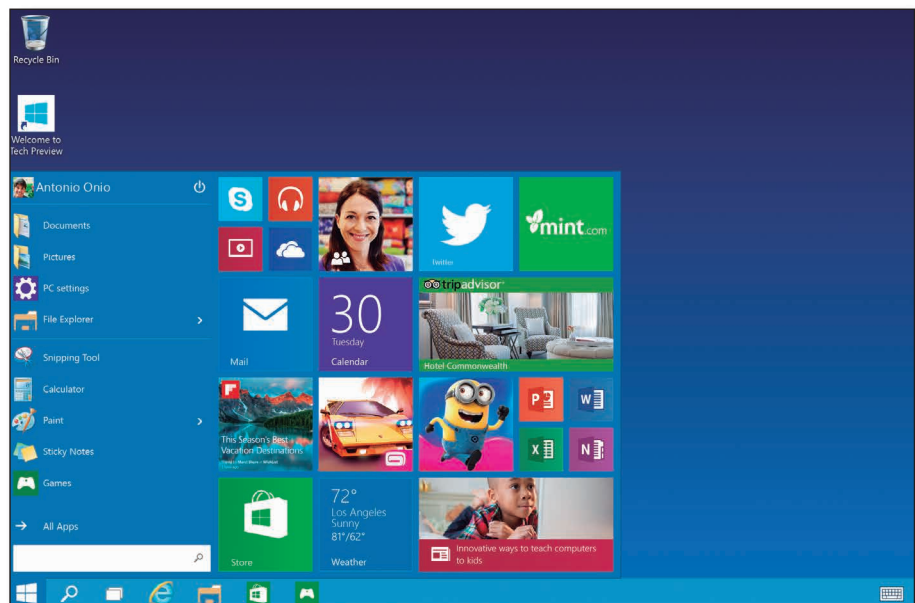 Recycle Bin
Welcome to
Tech Preview
Antonio Onio
Documents
Pictures
PC settings
File Explorer
Snipping Tool
Calculator
Paint
Sticky Notes
Games
All Apps
S
Twitter
mint.com
Mail
30
Tuesday
Calendar
tripadvisor
Hotel Commonwealth
This Season's Best
Vacation Destinations
P
W
X
N
Store
72°
Los Angeles
Sunny
81°/62°
Weather
Innovative ways to teach computers
to kids